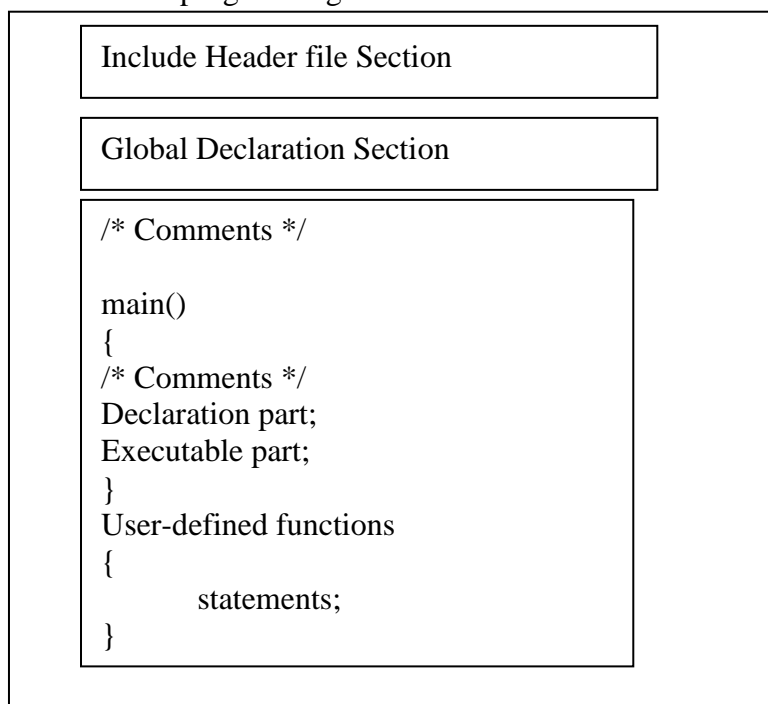 Include Header file Section
Global Declaration Section
/* Comments */
main()
{
/* Comments */
Declaration part;
Executable part;
}
User-defined functions
{
statements;
}